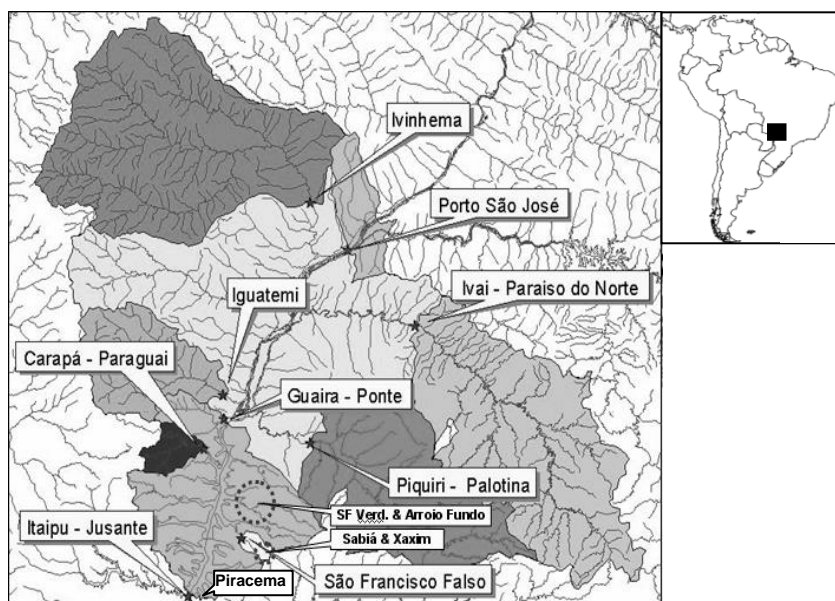 Ivinhema
Porto São José
Iguatemi
Ivai - Paraiso do Norte
Carapá - Paraguai
Guaira - Ponte
Piquiri - Palotina
SF Verd. & Arroio Fundo
Itaipu - Jusante
Sabiá & Xaxim
São Francisco Falso
Piracema